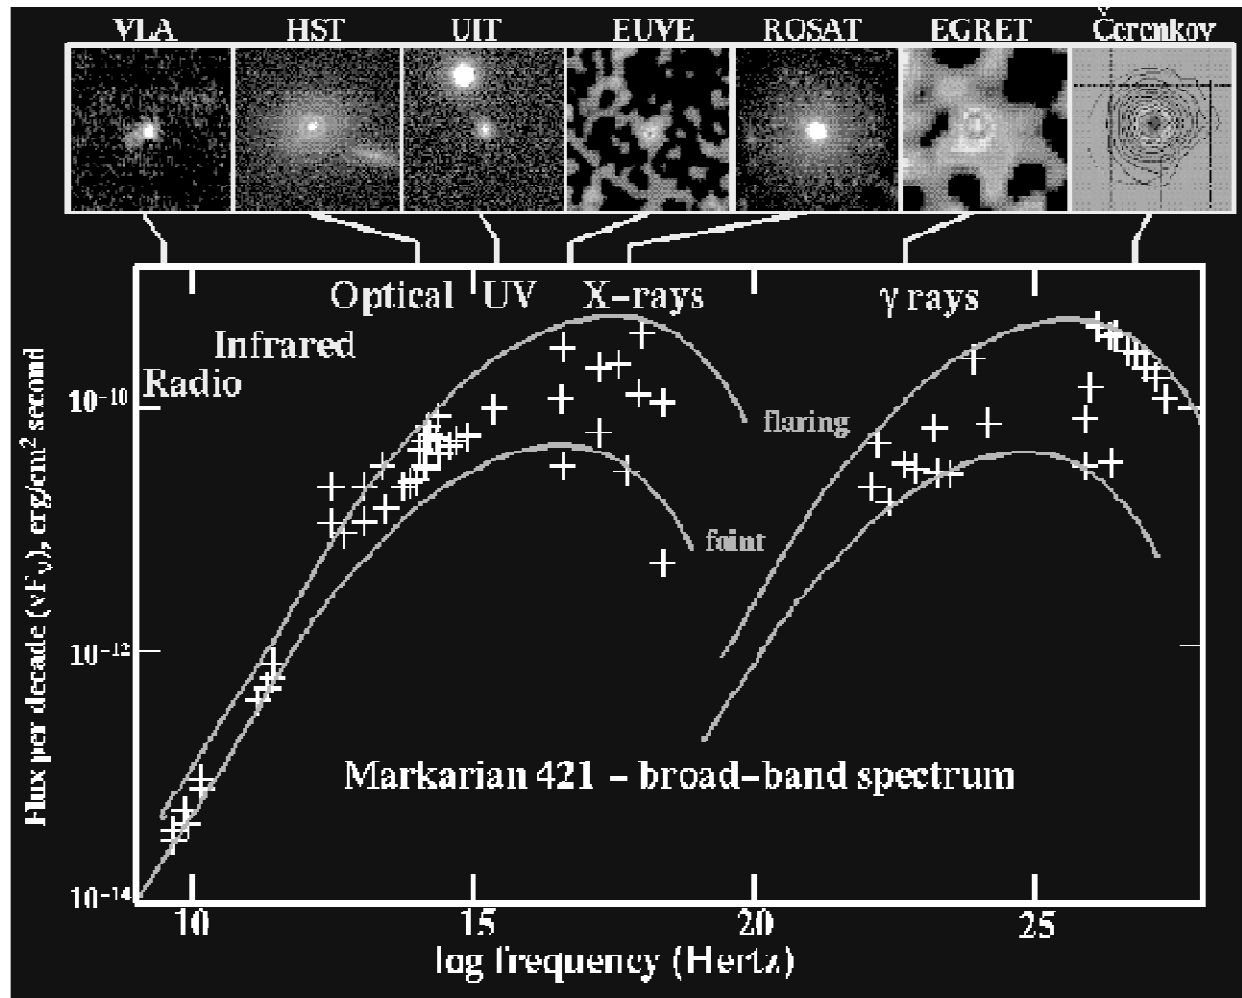 VLA HST UIT EUVE ROSAT EGRET Čerenkov
Optical UV X-rays γ rays
Infrared
Radio
flaring
faint
Markarian 421 - broad-band spectrum
Flux per decade (νFν), erg/cm² second
10⁻¹⁰
10⁻¹²
10⁻¹⁴
10 15 20 25
log frequency (Hertz)